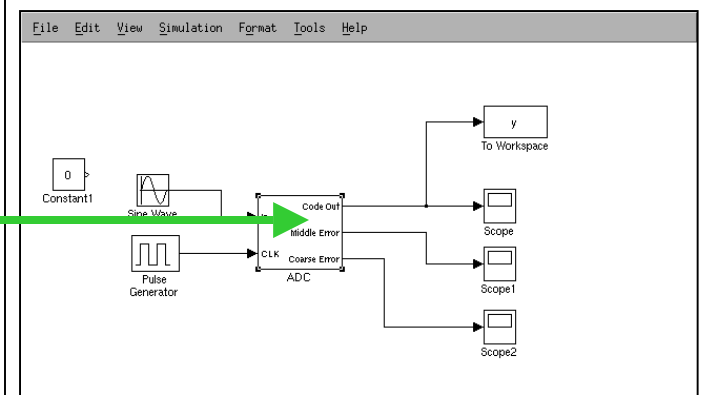 File Edit View Simulation Format Tools Help
y
To Workspace
0
Constant1
Sine Wave
Code Out
Scope
Middle Error
CLK
Coarse Error
ADC
Pulse
Generator
Scope1
Scope2